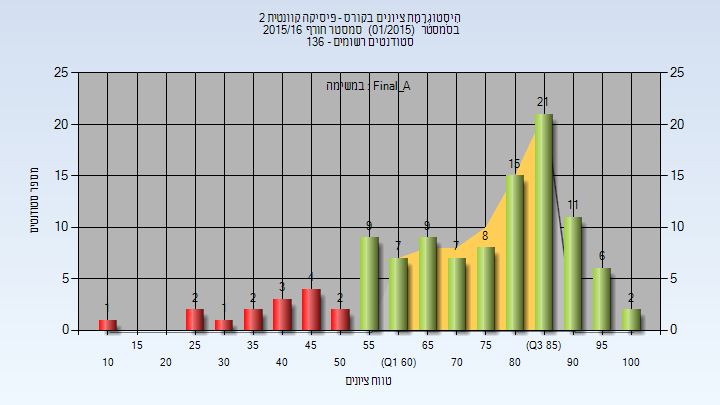 היסטוגרמת ציונים בקורס - פיסיקה קוונטית 2
בסמסטר (01/2015) סמסטר חורף 2015/16
סטודנטים רשומים - 136
במשימה : Final_A
25 25
20 20
15 15
10 10
5 5
0 0
מספר סטודנטים
1 2 1 2 3 4 2 9 7 9 7 8 15 21 11 6 2
15 25 35 45 55 65 75 (Q3 85) 95
10 20 30 40 50 (Q1 60) 70 80 90 100
טווח ציונים